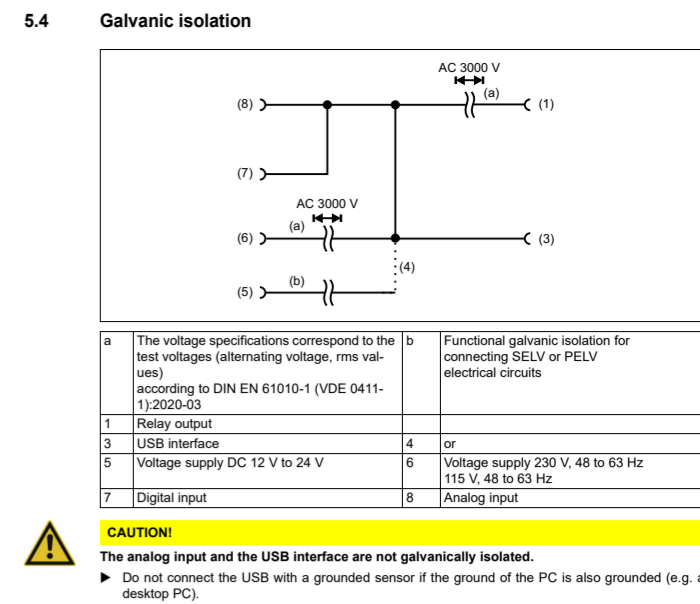 5.4 Galvanic isolation
AC 3000 V
(a)
(8)
(1)
(7)
AC 3000 V
(a)
(6)
(3)
(4)
(b)
(5)
a The voltage specifications correspond to the
test voltages (alternating voltage, rms val-
ues)
according to DIN EN 61010-1 (VDE 0411-
1):2020-03
b Functional galvanic isolation for
connecting SELV or PELV
electrical circuits
1 Relay output
3 USB interface 4 or
5 Voltage supply DC 12 V to 24 V 6 Voltage supply 230 V, 48 to 63 Hz
115 V, 48 to 63 Hz
7 Digital input 8 Analog input
CAUTION!
The analog input and the USB interface are not galvanically isolated.
► Do not connect the USB with a grounded sensor if the ground of the PC is also grounded (e.g. a
desktop PC).